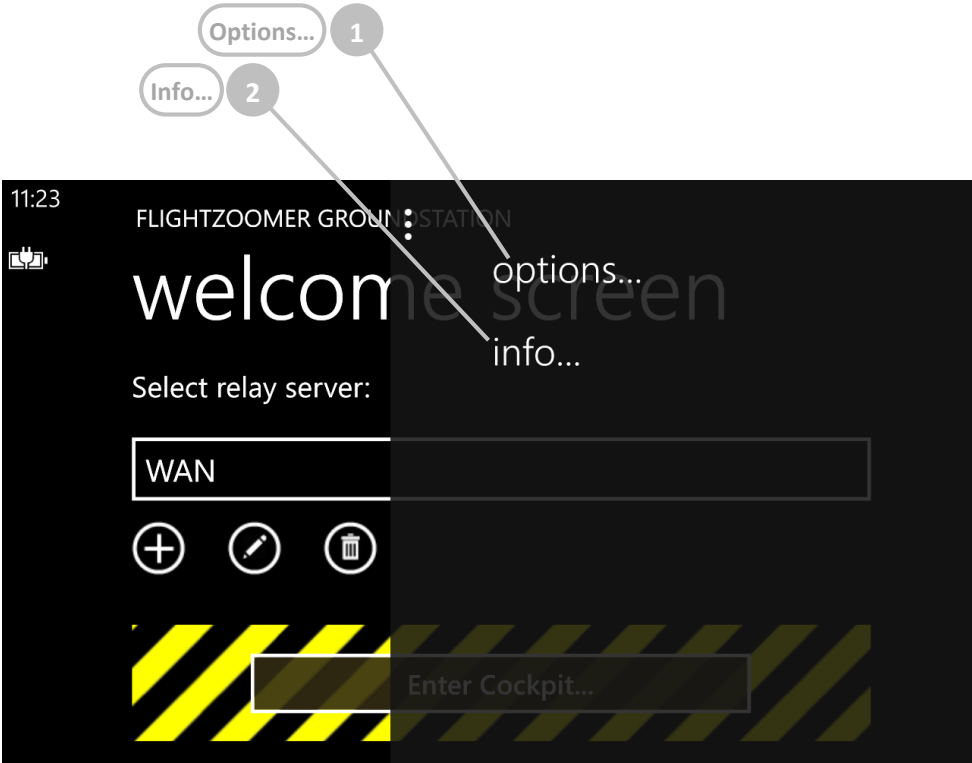 Options... 1
Info... 2
11:23
FLIGHTZOOMER GROUNDSTATION
options...
welcome screen
info...
Select relay server:
WAN
Enter Cockpit...